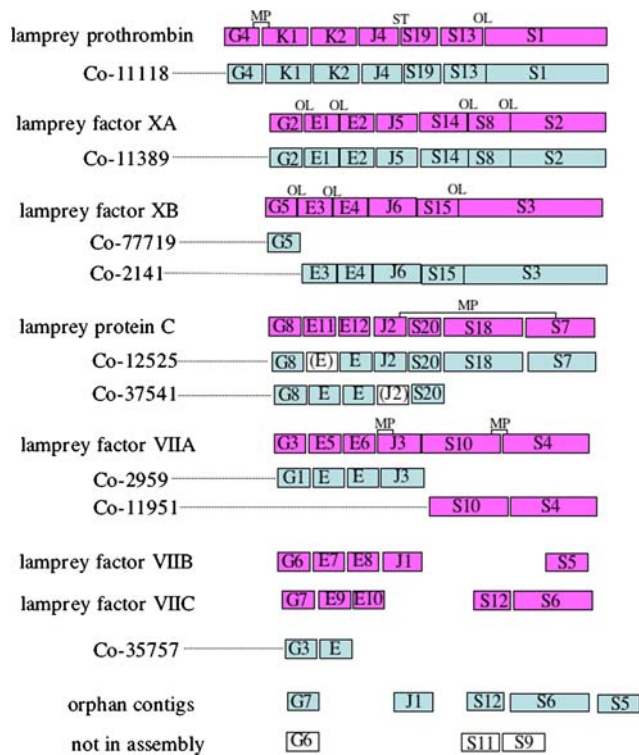 MP ST OL
lamprey prothrombin G4 K1 K2 J4 S19 S13 S1
Co-11118 G4 K1 K2 J4 S19 S13 S1
OL OL OL OL
lamprey factor XA G2 E1 E2 J5 S14 S8 S2
Co-11389 G2 E1 E2 J5 S14 S8 S2
OL OL OL
lamprey factor XB G5 E3 E4 J6 S15 S3
Co-77719 G5
Co-2141 E3 E4 J6 S15 S3
MP
lamprey protein C G8 E11 E12 J2 S20 S18 S7
Co-12525 G8 (E) E J2 S20 S18 S7
Co-37541 G8 E E (J2) S20
MP MP
lamprey factor VIIA G3 E5 E6 J3 S10 S4
Co-2959 G1 E E J3
Co-11951 S10 S4
lamprey factor VIIB G6 E7 E8 J1 S5
lamprey factor VIIC G7 E9 E10 S12 S6
Co-35757 G3 E
orphan contigs G7 J1 S12 S6 S5
not in assembly G6 S11 S9